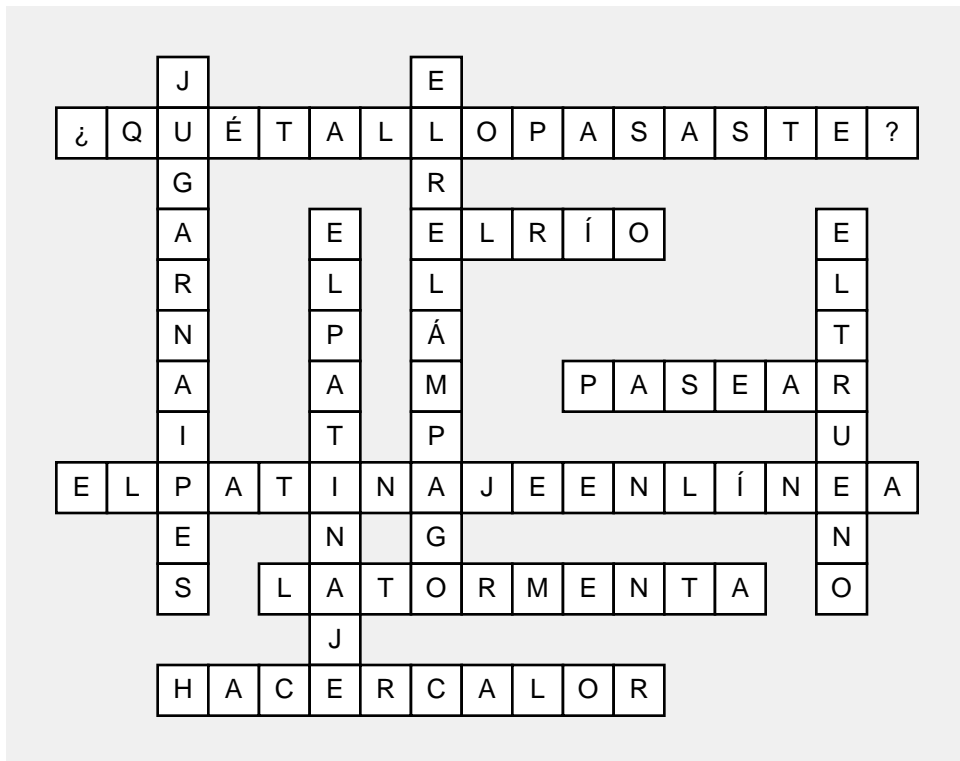 J E
¿ Q U É T A L L O P A S A S T E ?
G R
A E E L R Í O E
R L L L
N P Á T
A A M P A S E A R
I T P U
E L P A T I N A J E E N L Í N E A
E N G N
S L A T O R M E N T A O
J
H A C E R C A L O R